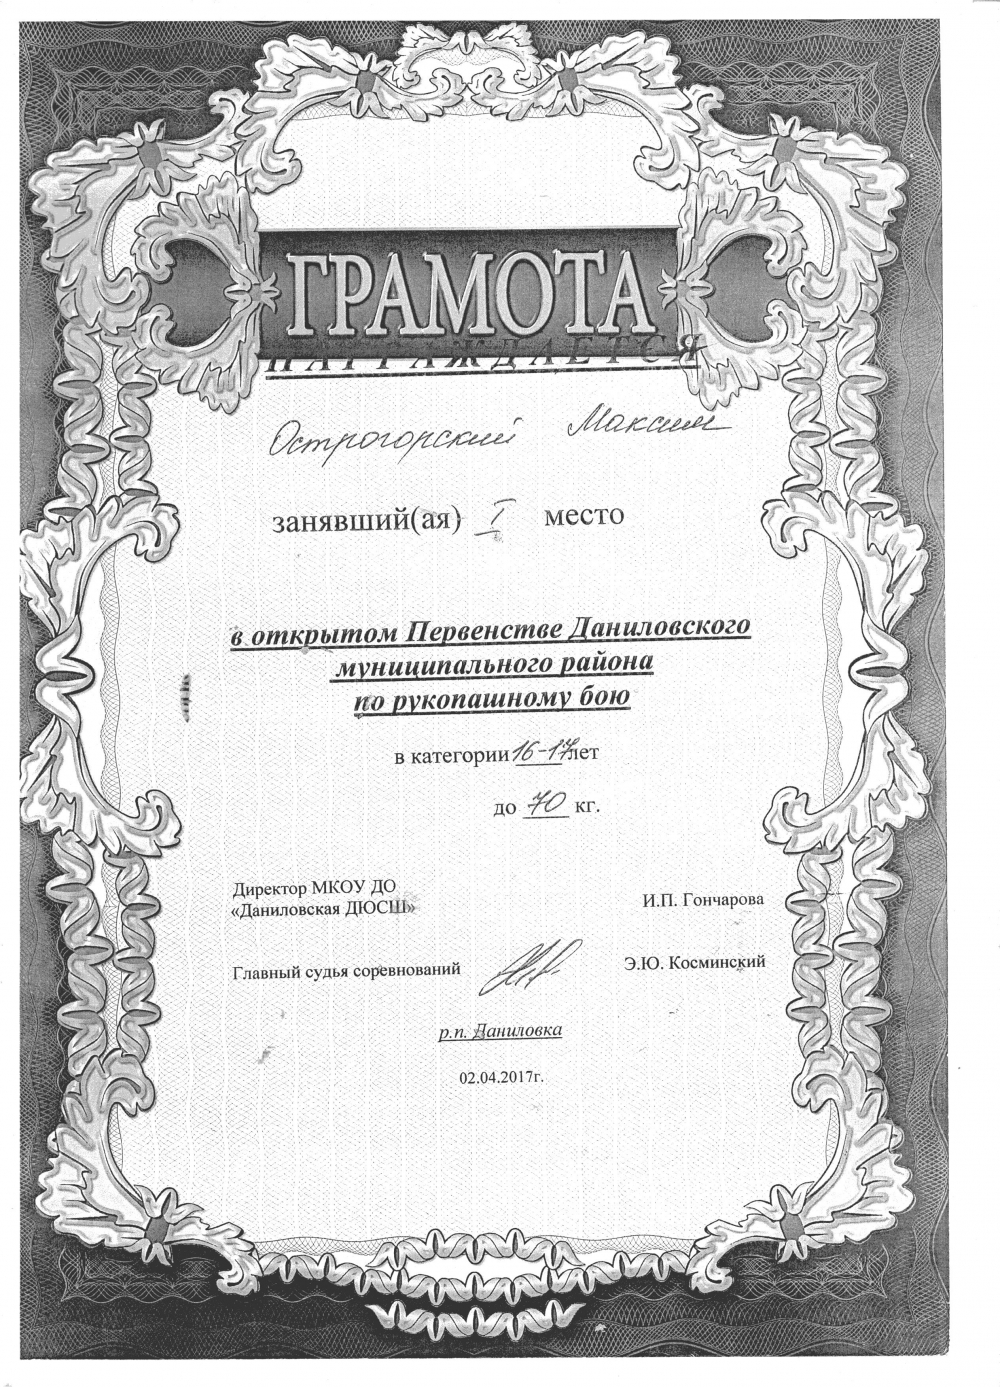 ГРАМОТА
НАГРАЖДАЕТСЯ
Острогорский Максим
занявший(ая) I место
в открытом Первенстве Даниловского
муниципального района
по рукопашному бою
в категории 16-17 лет
до 70 кг.
Директор МКОУ ДО
«Даниловская ДЮСШ» И.П. Гончарова
Главный судья соревнований Э.Ю. Косминский
р.п. Даниловка
02.04.2017г.